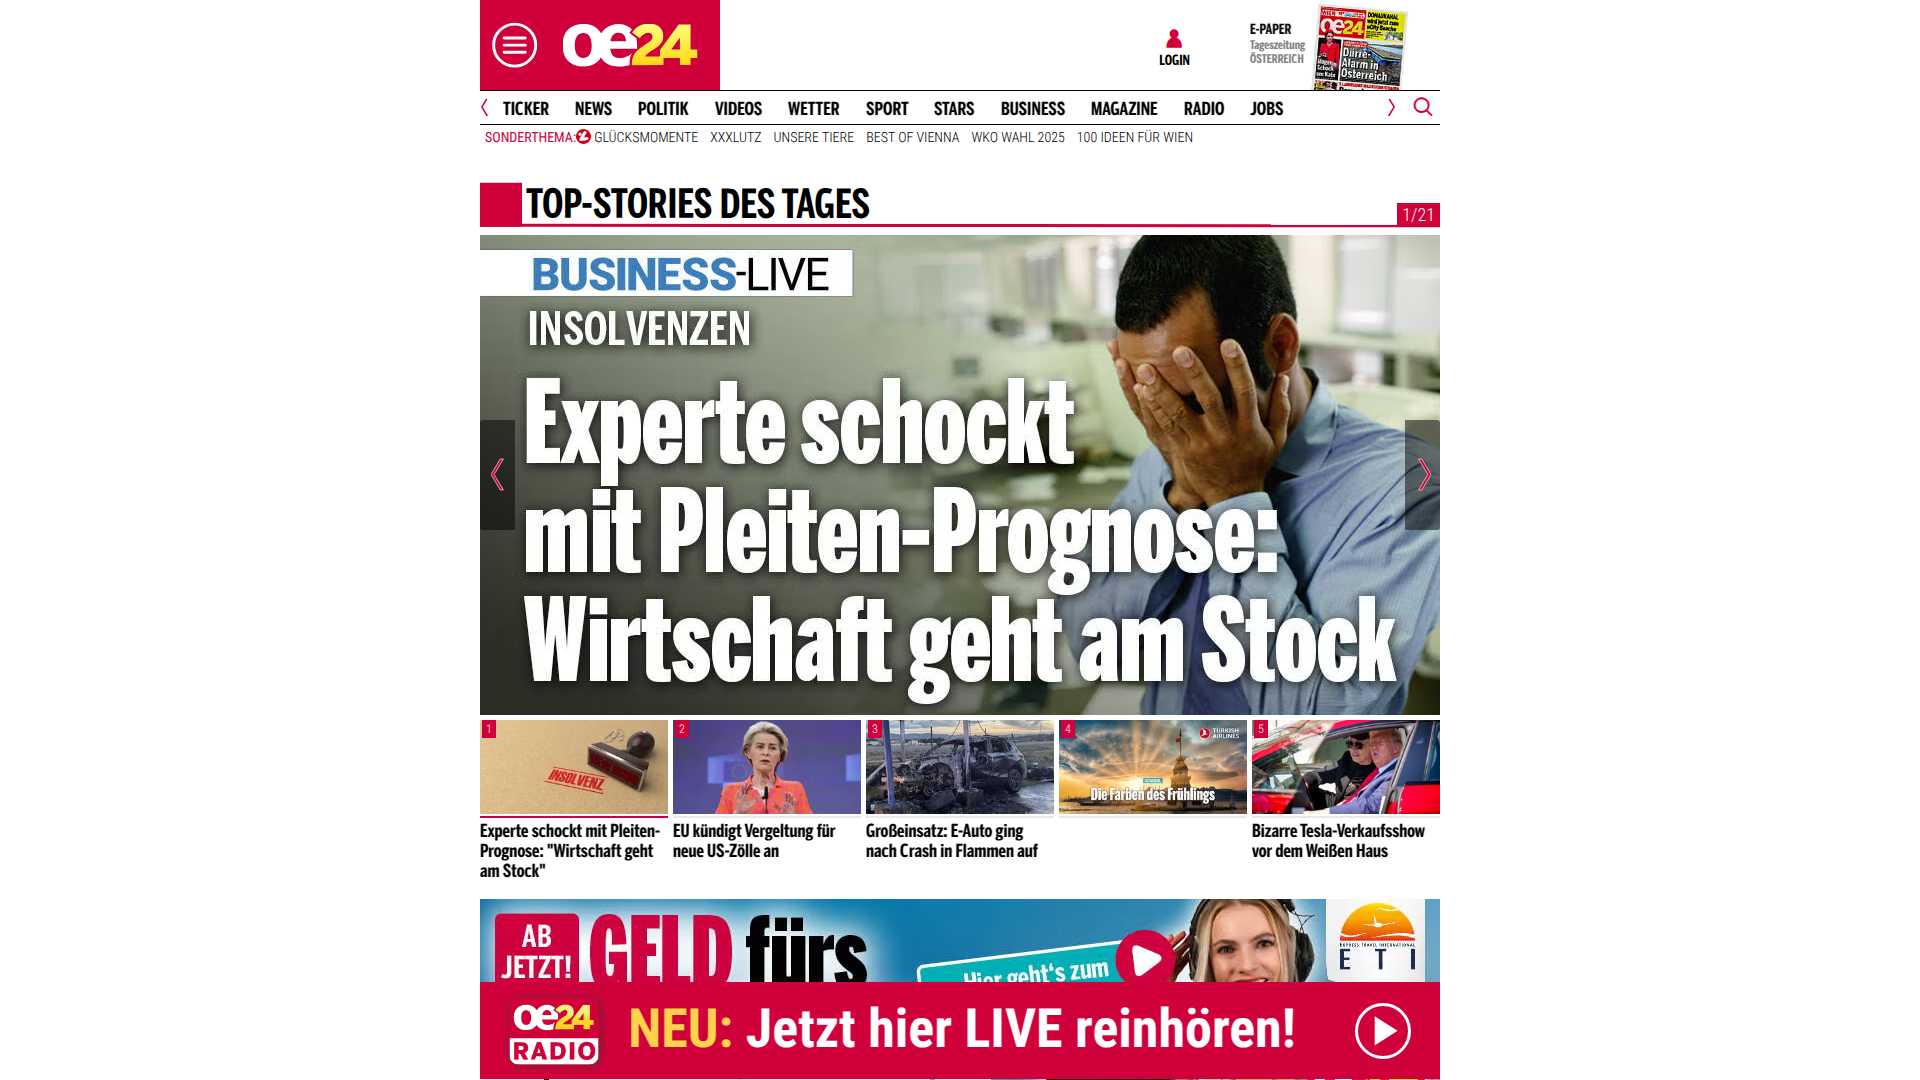 oe24
LOGIN
E-PAPER
Tageszeitung
ÖSTERREICH
oe24
Dürre-
Alarm in
Österreich
TICKER NEWS POLITIK VIDEOS WETTER SPORT STARS BUSINESS MAGAZINE RADIO JOBS
SONDERTHEMA: GLÜCKSMOMENTE XXXLUTZ UNSERE TIERE BEST OF VIENNA WKO WAHL 2025 100 IDEEN FÜR WIEN
TOP-STORIES DES TAGES
1/21
BUSINESS-LIVE
INSOLVENZEN
Experte schockt
mit Pleiten-Prognose:
Wirtschaft geht am Stock
1
INSOLVENZ
2
3
4
TURKISH
AIRLINES
Die Farben des Frühlings
5
Experte schockt mit Pleiten-
Prognose: "Wirtschaft geht
am Stock"
EU kündigt Vergeltung für
neue US-Zölle an
Großeinsatz: E-Auto ging
nach Crash in Flammen auf
Bizarre Tesla-Verkaufsshow
vor dem Weißen Haus
AB
JETZT!
GELD fürs
Hier geht's zum
EXPRESS TRAVEL INTERNATIONAL
ETI
oe24
RADIO
NEU: Jetzt hier LIVE reinhören!